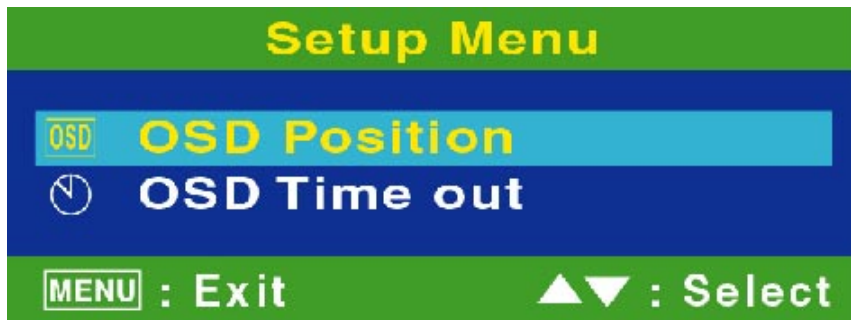 Setup Menu
OSD OSD Position
OSD Time out
MENU : Exit ▲▼ : Select